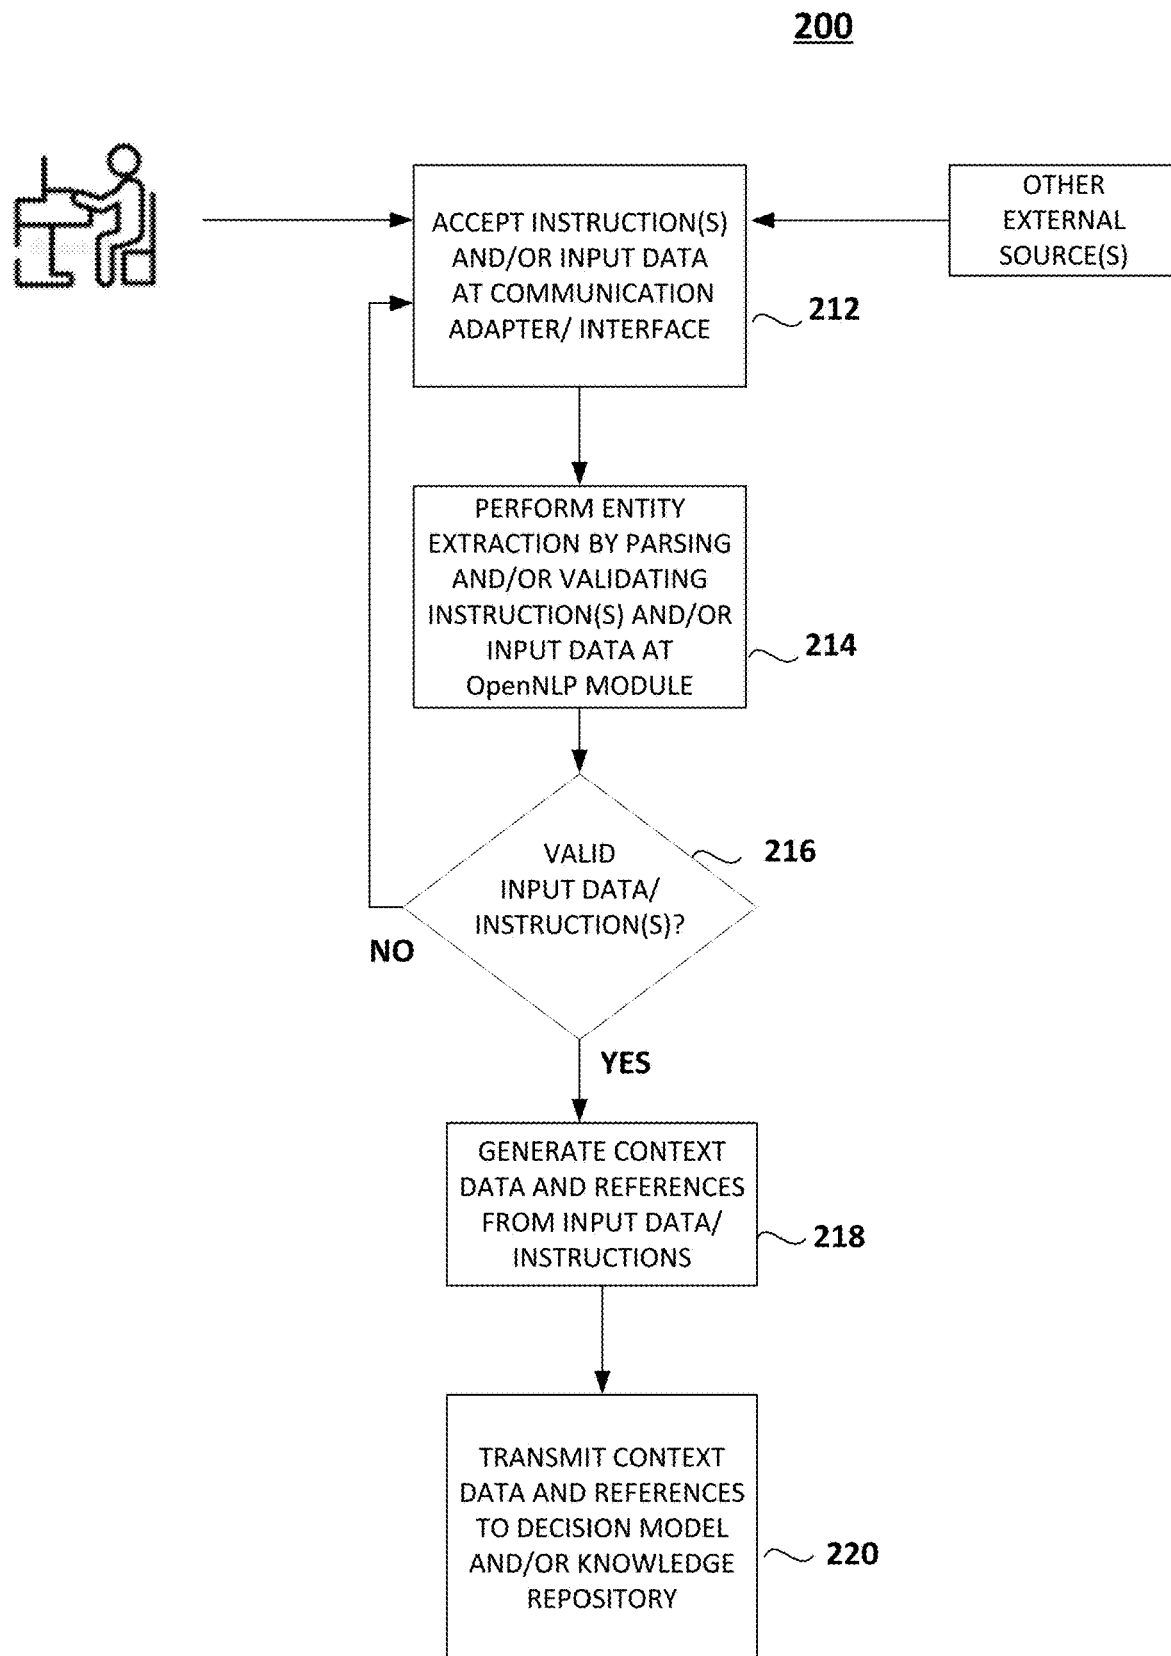 200
ACCEPT INSTRUCTION(S)
AND/OR INPUT DATA
AT COMMUNICATION
ADAPTER/ INTERFACE
212
OTHER
EXTERNAL
SOURCE(S)
PERFORM ENTITY
EXTRACTION BY PARSING
AND/OR VALIDATING
INSTRUCTION(S) AND/OR
INPUT DATA AT
OpenNLP MODULE
214
VALID
INPUT DATA/
INSTRUCTION(S)?
216
NO
YES
GENERATE CONTEXT
DATA AND REFERENCES
FROM INPUT DATA/
INSTRUCTIONS
218
TRANSMIT CONTEXT
DATA AND REFERENCES
TO DECISION MODEL
AND/OR KNOWLEDGE
REPOSITORY
220